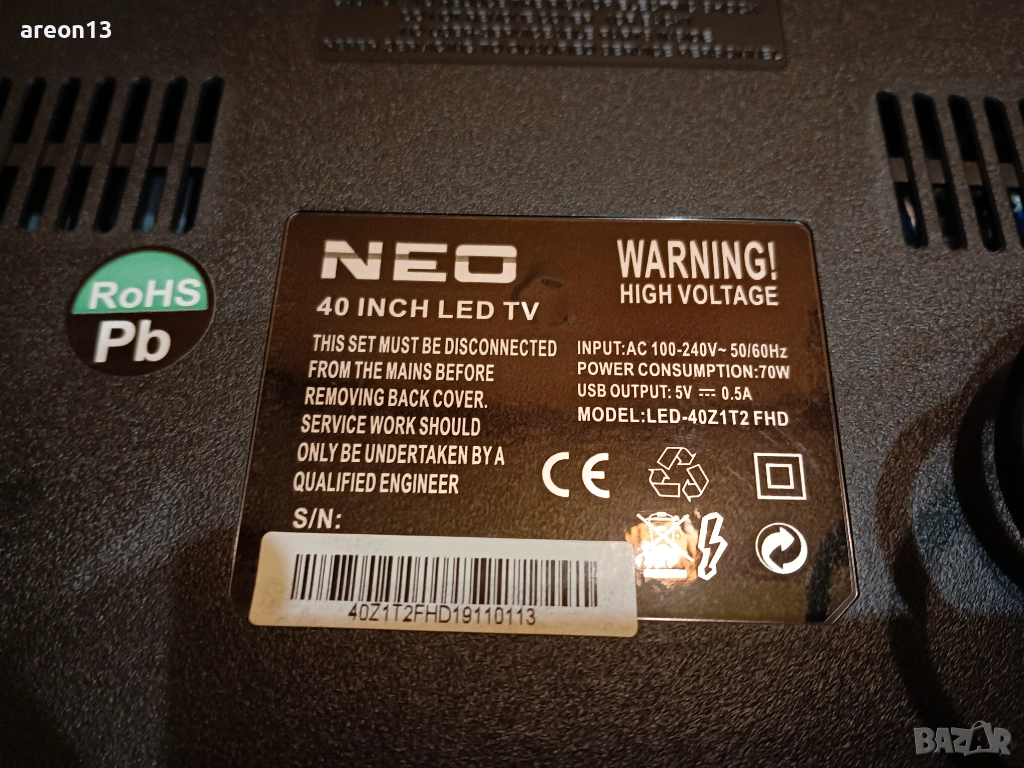 areon13
RoHS
Pb
NEO
40 INCH LED TV
THIS SET MUST BE DISCONNECTED
FROM THE MAINS BEFORE
REMOVING BACK COVER.
SERVICE WORK SHOULD
ONLY BE UNDERTAKEN BY A
QUALIFIED ENGINEER
S/N:
WARNING!
HIGH VOLTAGE
INPUT:AC 100-240V~ 50/60Hz
POWER CONSUMPTION:70W
USB OUTPUT: 5V ⎓ 0.5A
MODEL:LED-40Z1T2 FHD
CE
40Z1T2FHD19110113
BAZAR